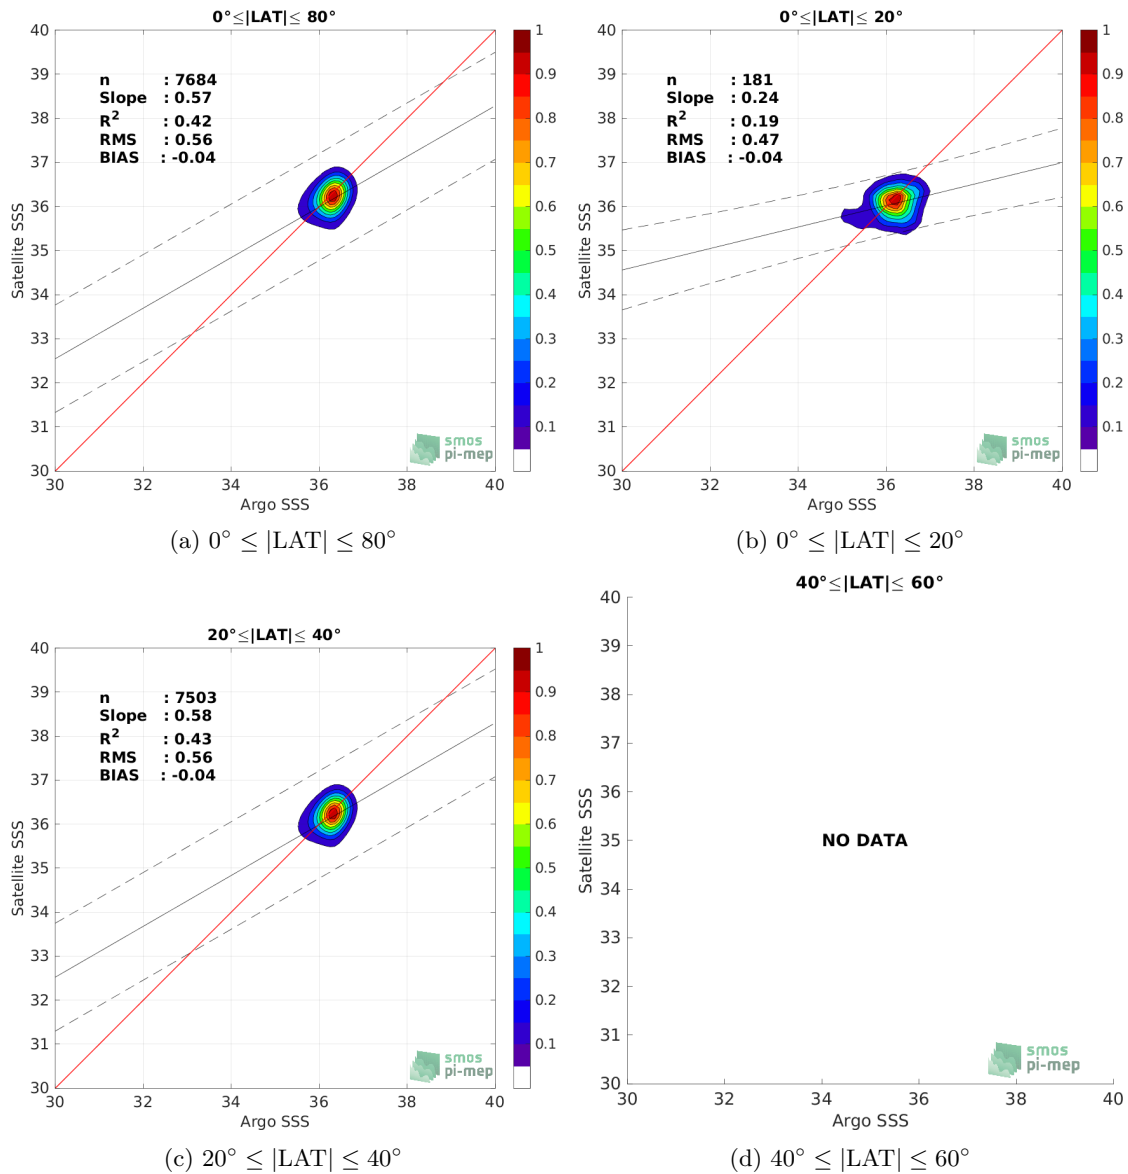 0°≤|LAT|≤ 80°
40
39
38
37
36
35
34
33
32
31
30
30
32
34
36
38
40
Satellite SSS
Argo SSS
n : 7684
Slope : 0.57
R² : 0.42
RMS : 0.56
BIAS : -0.04
1
0.9
0.8
0.7
0.6
0.5
0.4
0.3
0.2
0.1
smos
pi-mep
(a) 0° ≤ |LAT| ≤ 80°
0°≤|LAT|≤ 20°
40
39
38
37
36
35
34
33
32
31
30
30
32
34
36
38
40
Satellite SSS
Argo SSS
n : 181
Slope : 0.24
R² : 0.19
RMS : 0.47
BIAS : -0.04
1
0.9
0.8
0.7
0.6
0.5
0.4
0.3
0.2
0.1
smos
pi-mep
(b) 0° ≤ |LAT| ≤ 20°
20°≤|LAT|≤ 40°
40
39
38
37
36
35
34
33
32
31
30
30
32
34
36
38
40
Satellite SSS
Argo SSS
n : 7503
Slope : 0.58
R² : 0.43
RMS : 0.56
BIAS : -0.04
1
0.9
0.8
0.7
0.6
0.5
0.4
0.3
0.2
0.1
smos
pi-mep
(c) 20° ≤ |LAT| ≤ 40°
40°≤|LAT|≤ 60°
40
39
38
37
36
35
34
33
32
31
30
30
32
34
36
38
40
Satellite SSS
Argo SSS
NO DATA
smos
pi-mep
(d) 40° ≤ |LAT| ≤ 60°